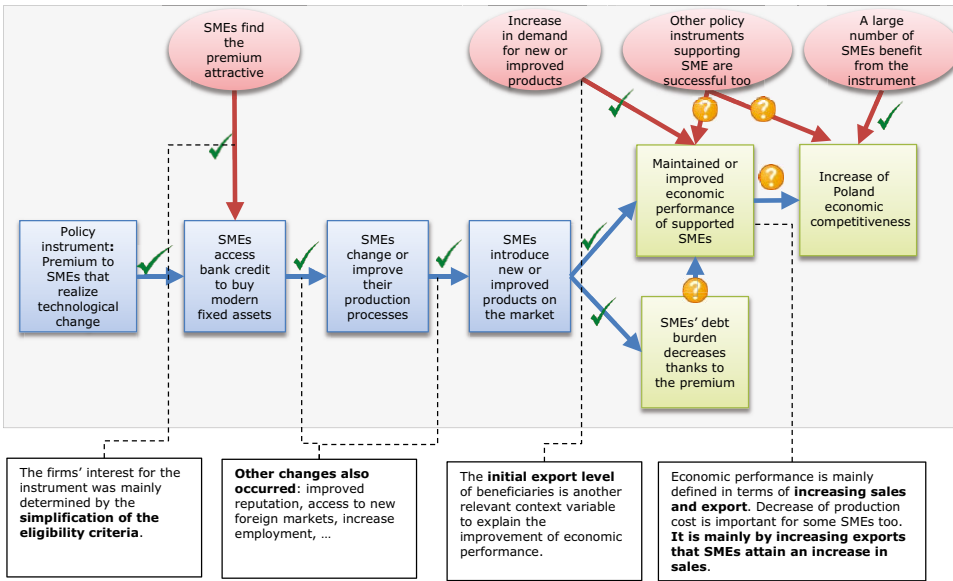 SMEs find
the
premium
attractive
Increase
in demand
for new or
improved
products
Other policy
instruments
supporting
SME are
successful too
A large
number of
SMEs benefit
from the
instrument
?
?
Policy
instrument:
Premium to
SMEs that
realize
technological
change
SMEs
access
bank credit
to buy
modern
fixed assets
SMEs
change or
improve
their
production
processes
SMEs
introduce
new or
improved
products on
the market
Maintained or
improved
economic
performance
of supported
SMEs
?
Increase of
Poland
economic
competitiveness
?
SMEs’ debt
burden
decreases
thanks to
the premium
The firms’ interest for the
instrument was mainly
determined by the
simplification of the
eligibility criteria.
Other changes also
occurred: improved
reputation, access to new
foreign markets, increase
employment, …
The initial export level
of beneficiaries is another
relevant context variable
to explain the
improvement of economic
performance.
Economic performance is mainly
defined in terms of increasing sales
and export. Decrease of production
cost is important for some SMEs too.
It is mainly by increasing exports
that SMEs attain an increase in
sales.